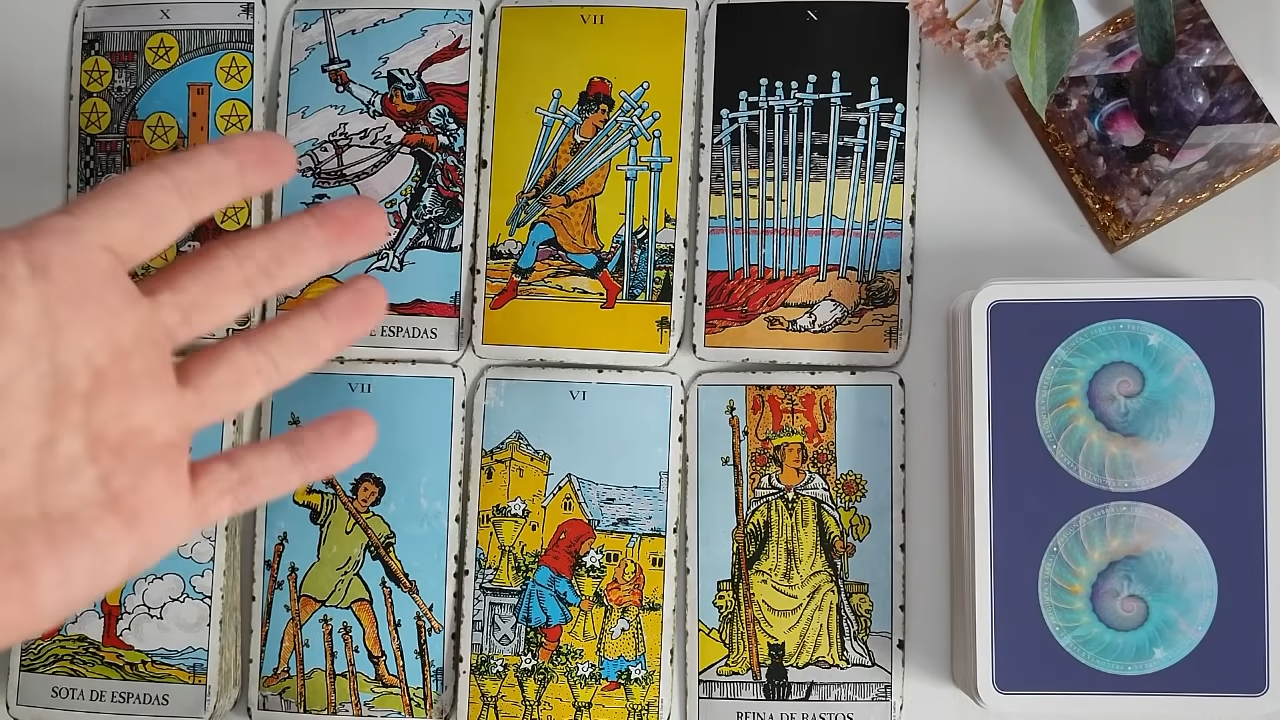 X
VII
X
E ESPADAS
VII
VI
SOTA DE ESPADAS
REINA DE BASTOS